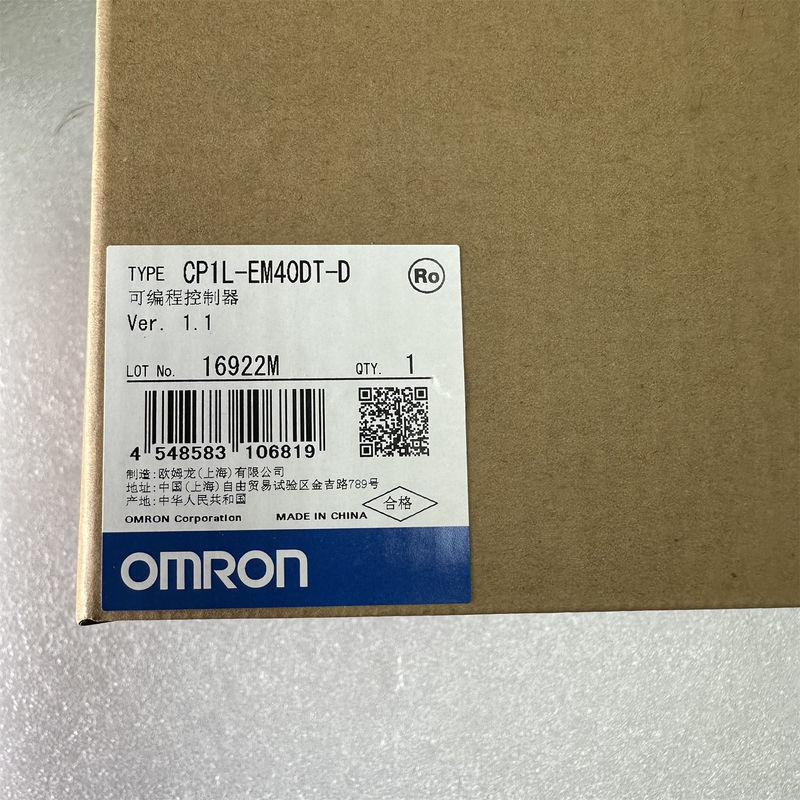 TYPE CP1L-EM40DT-D
Ro
可编程控制器
Ver. 1.1
LOT No. 16922M QTY. 1
4 548583 106819
制造:欧姆龙(上海)有限公司
地址:中国(上海)自由贸易试验区金吉路789号
产地:中华人民共和国
合格
OMRON Corporation MADE IN CHINA
OMRON